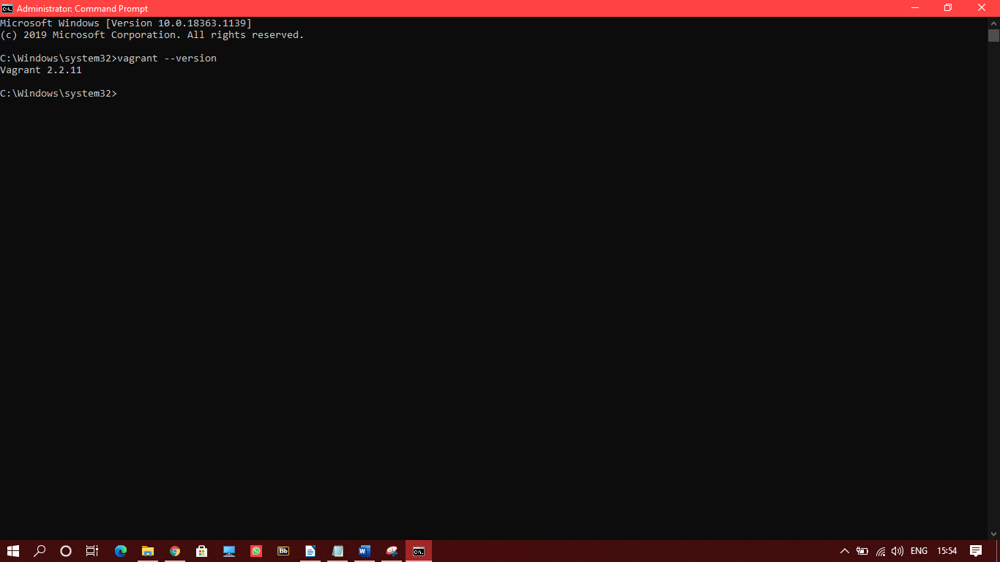 Administrator: Command Prompt
Microsoft Windows [Version 10.0.18363.1139]
(c) 2019 Microsoft Corporation. All rights reserved.
C:\Windows\system32>vagrant --version
Vagrant 2.2.11
C:\Windows\system32>
Bb
W
C:\.
ENG
15:54